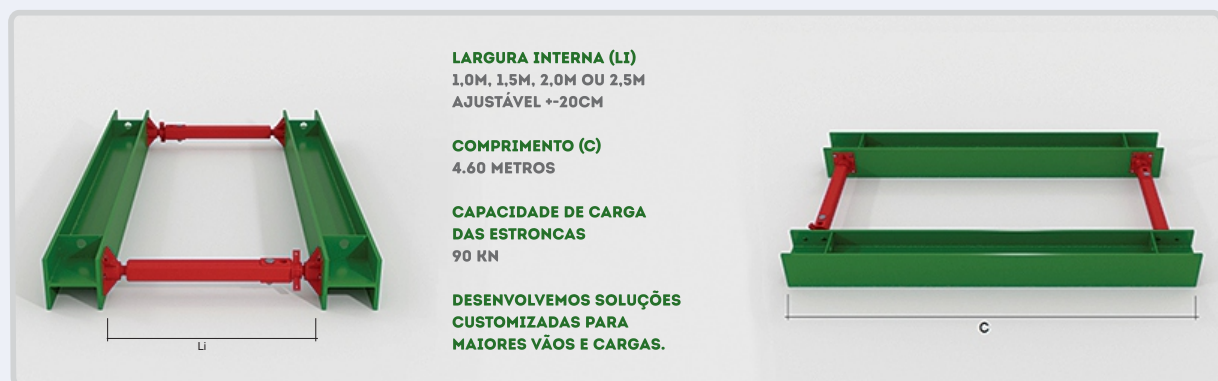 LARGURA INTERNA (LI)
1,0M, 1,5M, 2,0M OU 2,5M
AJUSTÁVEL +-20CM
COMPRIMENTO (C)
4.60 METROS
CAPACIDADE DE CARGA
DAS ESTRONCAS
90 KN
DESENVOLVEMOS SOLUÇÕES
CUSTOMIZADAS PARA
MAIORES VÃOS E CARGAS.
Li
C